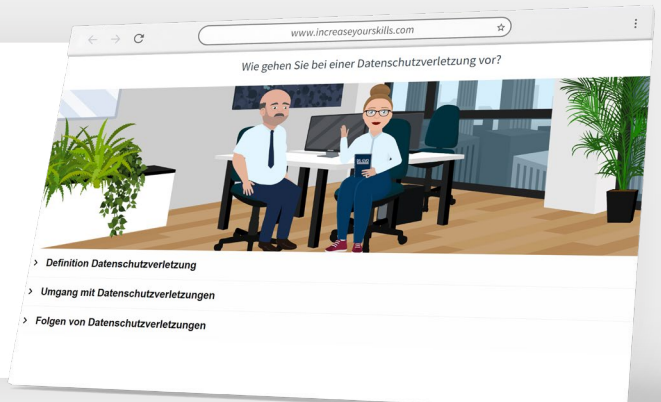 www.increaseyourskills.com
Wie gehen Sie bei einer Datenschutzverletzung vor?
Definition Datenschutzverletzung
Umgang mit Datenschutzverletzungen
Folgen von Datenschutzverletzungen